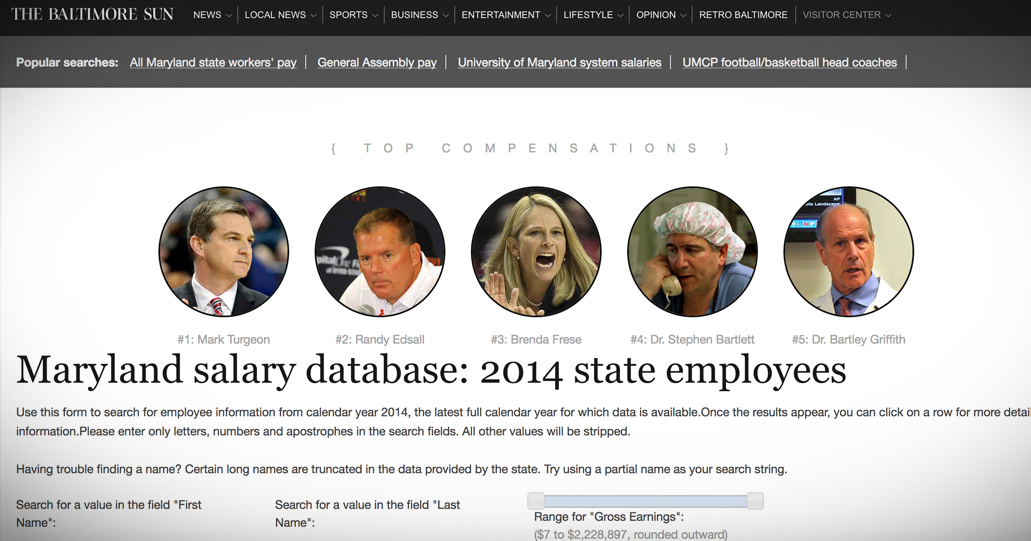 THE BALTIMORE SUN NEWS LOCAL NEWS SPORTS BUSINESS ENTERTAINMENT LIFESTYLE OPINION RETRO BALTIMORE VISITOR CENTER
Popular searches: All Maryland state workers' pay General Assembly pay University of Maryland system salaries UMCP football/basketball head coaches
{ TOP COMPENSATIONS }
#1: Mark Turgeon #2: Randy Edsall #3: Brenda Frese #4: Dr. Stephen Bartlett #5: Dr. Bartley Griffith
Maryland salary database: 2014 state employees
Use this form to search for employee information from calendar year 2014, the latest full calendar year for which data is available.Once the results appear, you can click on a row for more detai
information.Please enter only letters, numbers and apostrophes in the search fields. All other values will be stripped.
Having trouble finding a name? Certain long names are truncated in the data provided by the state. Try using a partial name as your search string.
Search for a value in the field "First Name":
Search for a value in the field "Last Name":
Range for "Gross Earnings":
($7 to $2,228,897, rounded outward)